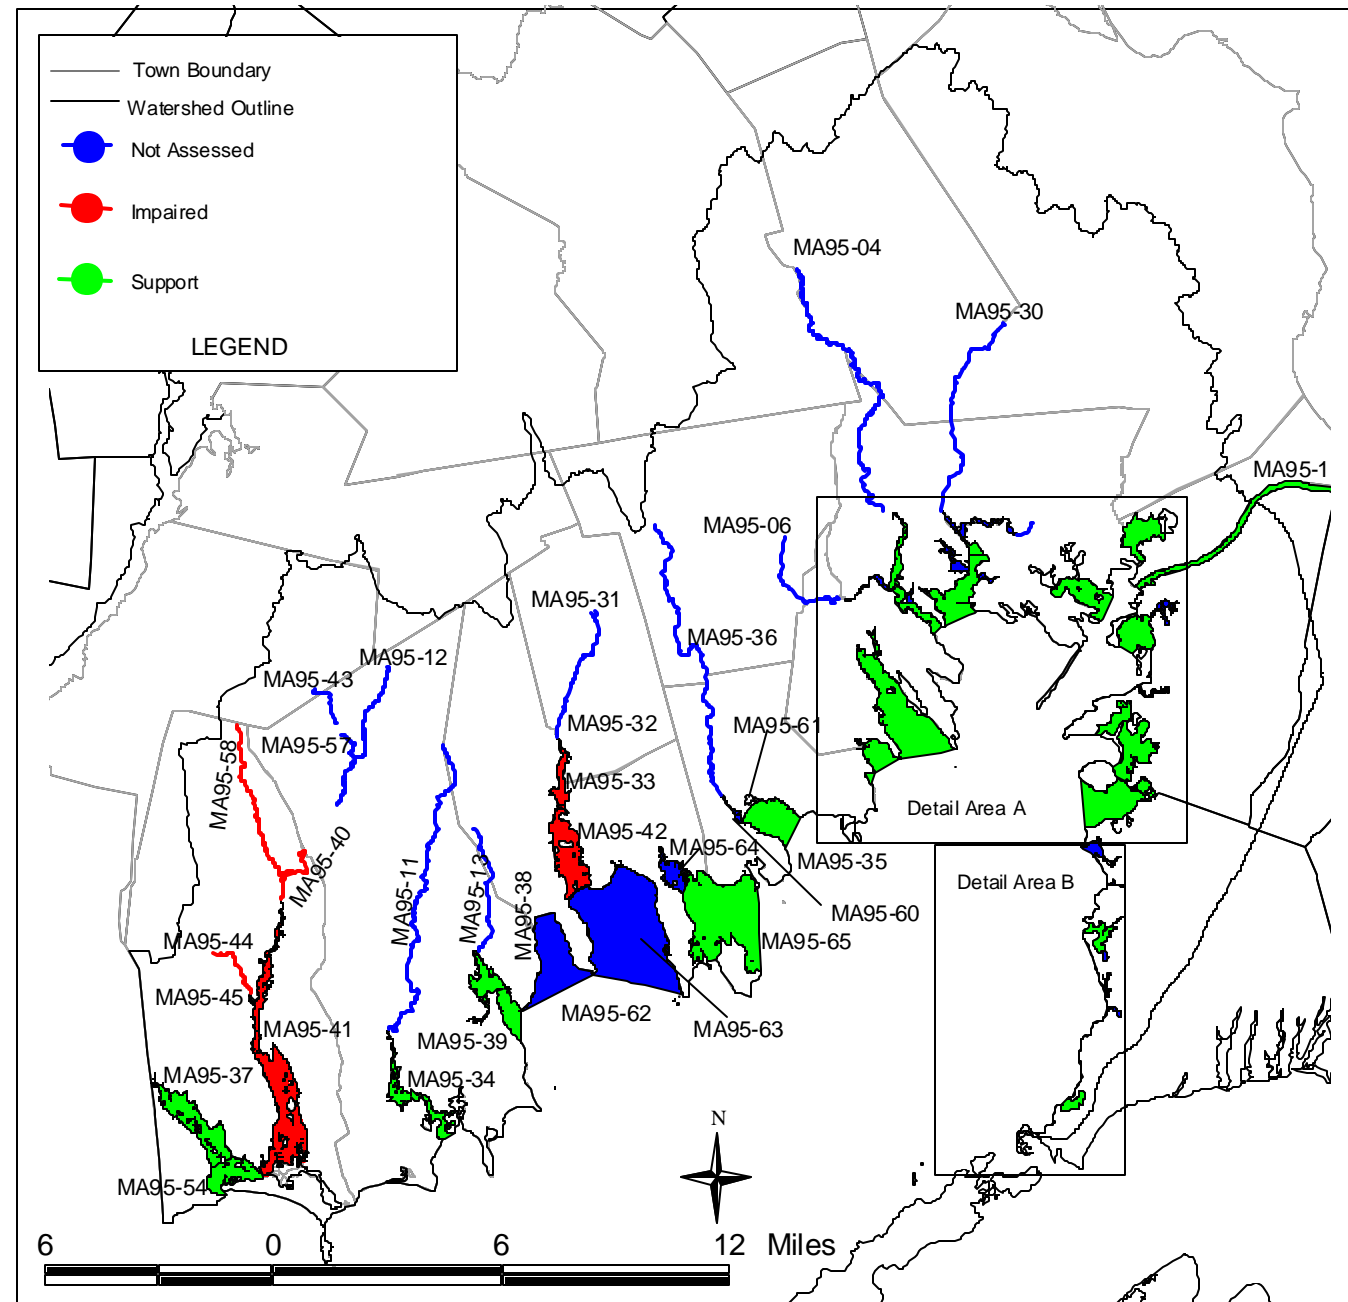 Town Boundary
Watershed Outline
Not Assessed
Impaired
Support
LEGEND
MA95-04
MA95-30
MA95-1
MA95-06
MA95-31
MA95-36
MA95-12
MA95-43
MA95-32
MA95-61
MA95-57
MA95-58
MA95-33
Detail Area A
MA95-42
MA95-64
MA95-40
MA95-35
Detail Area B
MA95-11
MA95-13
MA95-38
MA95-60
MA95-44
MA95-65
MA95-45
MA95-62
MA95-41
MA95-63
MA95-39
MA95-37
MA95-34
N
MA95-54
6 0 6 12 Miles